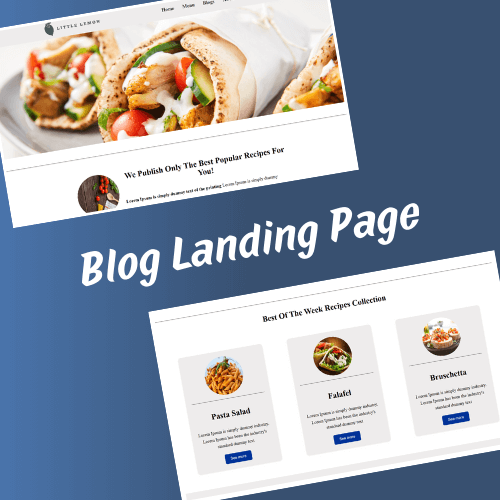 LITTLE LEMON
Home Menu Blogs
We Publish Only The Best Popular Recipes For
You!
Lorem Ipsum is simply dummy text of the printing Lorem Ipsum is simply dummy
Blog Landing Page
Best Of The Week Recipes Collection
Pasta Salad
Lorem Ipsum is simply dummy industry.
Lorem Ipsum has been the industry's
standard dummy text
See more
Falafel
Lorem Ipsum is simply dummy industry.
Lorem Ipsum has been the industry's
standard dummy text
See more
Bruschetta
Lorem Ipsum is simply dummy industry.
Lorem Ipsum has been the industry's
standard dummy text
See more